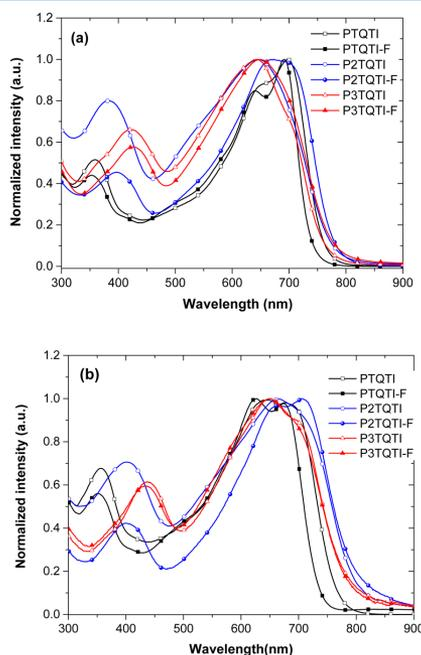 (a)
PTQTI
PTQTI-F
P2TQTI
P2TQTI-F
P3TQTI
P3TQTI-F
Normalized intensity (a.u.)
1.2
1.0
0.8
0.6
0.4
0.2
0.0
300 400 500 600 700 800 900
Wavelength (nm)
(b)
PTQTI
PTQTI-F
P2TQTI
P2TQTI-F
P3TQTI
P3TQTI-F
Normalized intensity (a.u.)
1.2
1.0
0.8
0.6
0.4
0.2
0.0
300 400 500 600 700 800 900
Wavelength(nm)